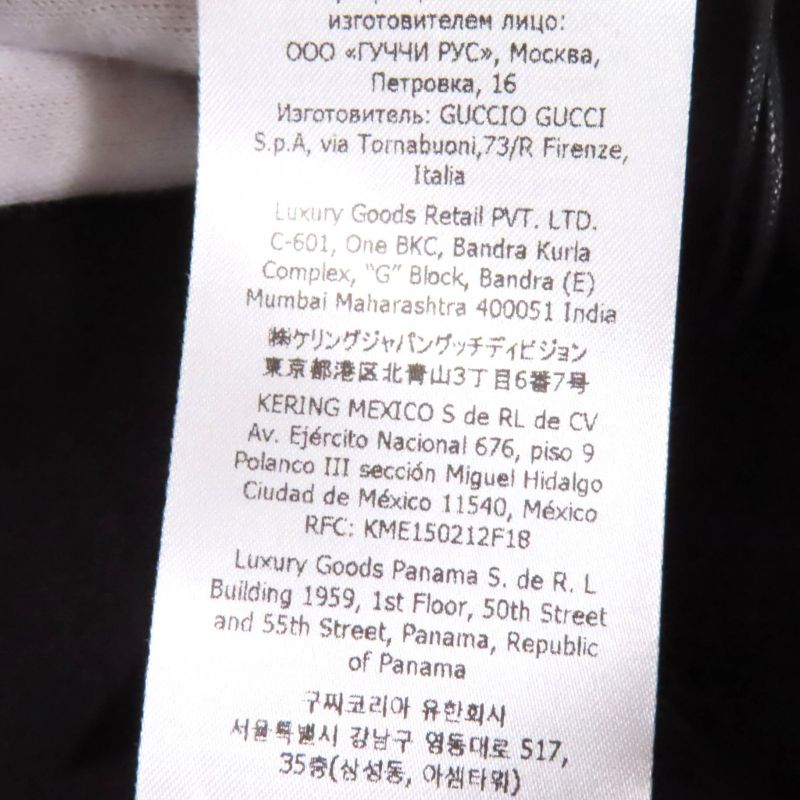 изготовителем лицо:
ООО «ГУЧЧИ РУС», Москва,
Петровка, 16
Изготовитель: GUCCIO GUCCI
S.p.A, via Tornabuoni,73/R Firenze,
Italia
Luxury Goods Retail PVT. LTD.
C-601, One BKC, Bandra Kurla
Complex, “G” Block, Bandra (E)
Mumbai Maharashtra 400051 India
㈱ケリングジャパングッチディビジョン
東京都港区北青山3丁目6番7号
KERING MEXICO S de RL de CV
Av. Ejército Nacional 676, piso 9
Polanco III sección Miguel Hidalgo
Ciudad de México 11540, México
RFC: KME150212F18
Luxury Goods Panama S. de R. L
Building 1959, 1st Floor, 50th Street
and 55th Street, Panama, Republic
of Panama
구찌코리아 유한회사
서울특별시 강남구 영동대로 517,
35층(삼성동, 아셈타워)